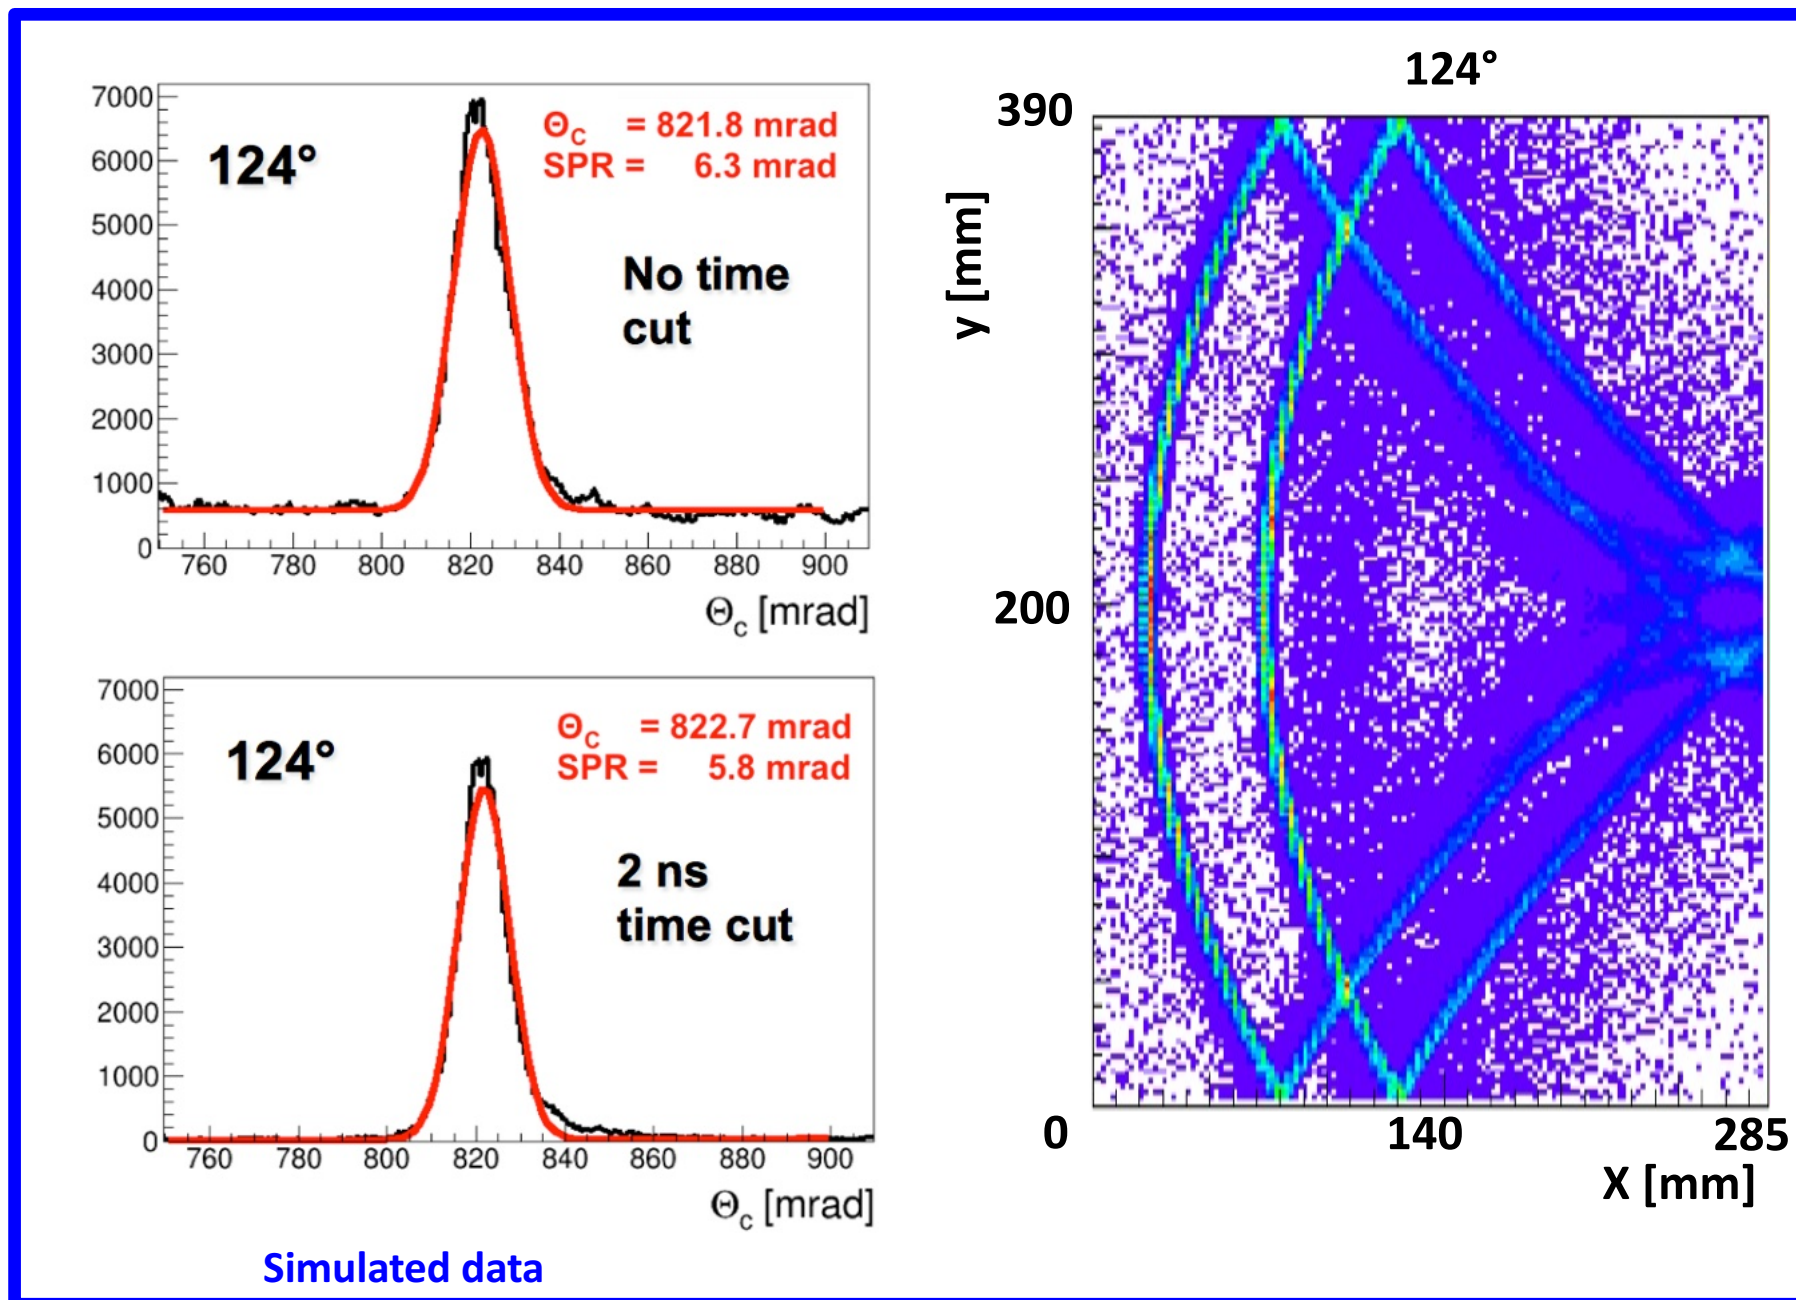 7000
6000
5000
4000
3000
2000
1000
0
124°
Θc = 821.8 mrad
SPR = 6.3 mrad
No time
cut
760 780 800 820 840 860 880 900
Θc [mrad]
7000
6000
5000
4000
3000
2000
1000
0
124°
Θc = 822.7 mrad
SPR = 5.8 mrad
2 ns
time cut
760 780 800 820 840 860 880 900
Θc [mrad]
Simulated data
124°
390
y [mm]
200
0 140 285
X [mm]